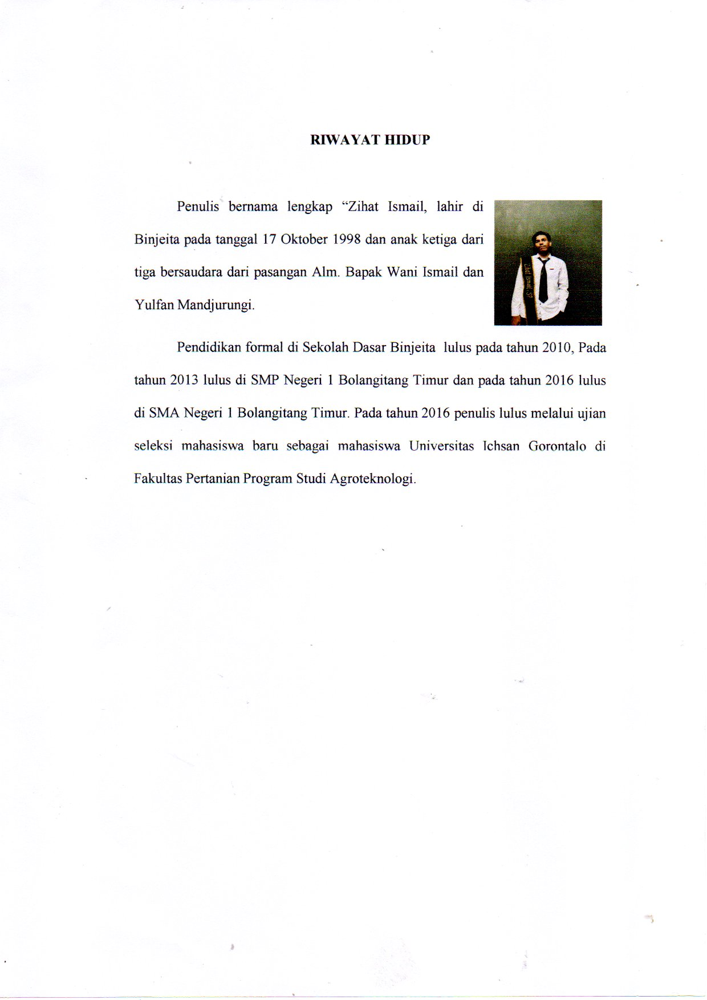 RIWAYAT HIDUP
Penulis bernama lengkap “Zihat Ismail, lahir di
Binjeita pada tanggal 17 Oktober 1998 dan anak ketiga dari
tiga bersaudara dari pasangan Alm. Bapak Wani Ismail dan
Yulfan Mandjurungi.
Zihat Ismail, SP
Pendidikan formal di Sekolah Dasar Binjeita lulus pada tahun 2010, Pada
tahun 2013 lulus di SMP Negeri 1 Bolangitang Timur dan pada tahun 2016 lulus
di SMA Negeri 1 Bolangitang Timur. Pada tahun 2016 penulis lulus melalui ujian
seleksi mahasiswa baru sebagai mahasiswa Universitas Ichsan Gorontalo di
Fakultas Pertanian Program Studi Agroteknologi.